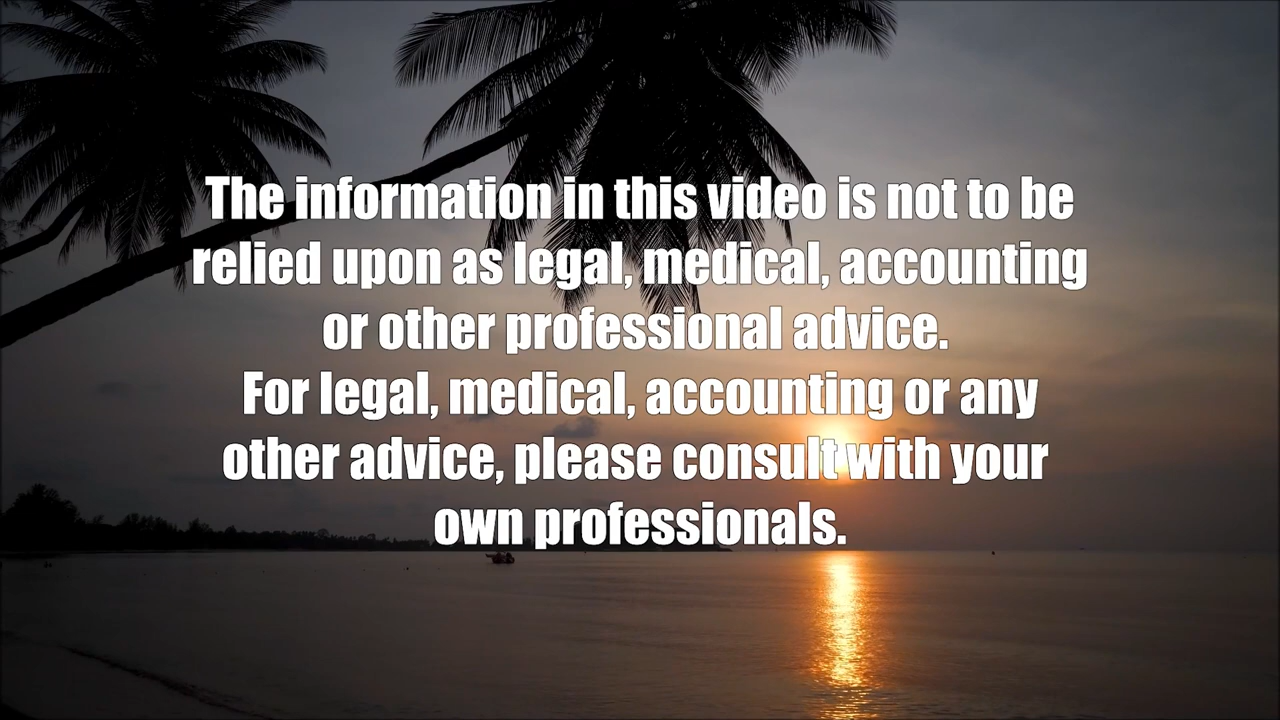 The information in this video is not to be
relied upon as legal, medical, accounting
or other professional advice.
For legal, medical, accounting or any
other advice, please consult with your
own professionals.